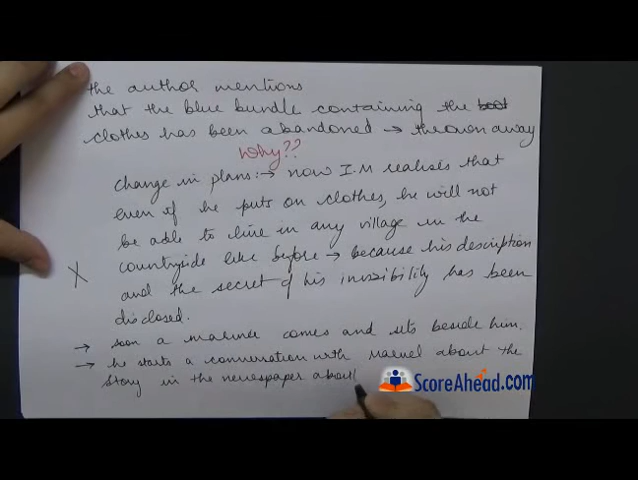 the author mentions
that the blue bundle containing the
clothes has been abandoned → thrown away
Why??
change in plans:→ now I.M realises that
even if he puts on clothes, he will not
be able to live in any village in the
countryside like before → because his description
X and the secret of his invisibility has been
disclosed.
→ soon a mariner comes and sits beside him.
→ he starts a conversation with Marvel about the
story in the newspaper about
ScoreAhead.com